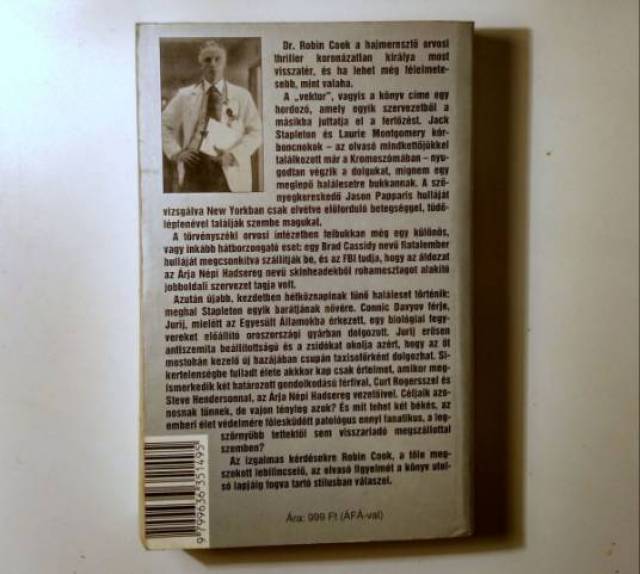 Dr. Robin Cook a hajmeresztő orvosi
thriller koronázatlan királya most
visszatér, és ha lehet még félelmete-
sebb, mint valaha.
A „vektor", vagyis a könyv címe egy
hordozó, amely egyik szervezetből a
másikba juttatja el a fertőzést. Jack
Stapleton és Laurie Montgomery kór-
boncnokok – az olvasó mindkettőjükkel
találkozott már a Kromoszómában – nyu-
godtan végzik a dolgukat, mignem egy
meglepő halálesetre bukkannak. A sző-
nyegkereskedő Jason Papparis hulláját
vizsgálva New Yorkban csak elvétve előforduló betegséggel, tüdő-
lépfenével találják szembe magukat.
A törvényszéki orvosi intézetben felbukkan még egy különös,
vagy inkább hátborzongató eset: egy Brad Cassidy nevű fiatalember
hulláját megcsonkítva szállítják be, és az FBI tudja, hogy az áldozat
az Árja Népi Hadsereg nevű skinheadekből rohamosztagot alakító
jobboldali szervezet tagja volt.
Azután újabb, kezdetben hétköznapinak tűnő haláleset történik:
meghal Stapleton egyik barátjának nővére. Connie Davyov férje,
Jurij, mielőtt az Egyesült Államokba érkezett, egy biológiai fegy-
vereket előállító oroszországi gyárban dolgozott. Jurij erősen
antiszemita beállítottságú és a zsidókat okolja azért, hogy az őt
mostohán kezelő új hazájában csupán taxisofőrként dolgozhat. Si-
kertelenségbe fulladt élete akkor kap csak értelmet, amikor meg-
ismerkedik két határozott gondolkodású férfival, Curt Rogersszel és
Steve Hendersonnal, az Árja Népi Hadsereg vezetőivel. Céljaik azo-
nosnak tűnnek, de vajon tényleg azok? És mit tehet két békés, az
emberi élet védelmére fölesküdött patológus ennyi fanatikus, a leg-
szörnyűbb tettektől sem visszariadó megszállottal
szemben?
Az izgalmas kérdésekre Robin Cook, a tőle meg-
szokott lebilincselő, az olvasó figyelmét a könyv utol-
só lapjáig fogva tartó stílusban válaszol.
Ára: 999 Ft (ÁFÁ-val)
9 799636 351495